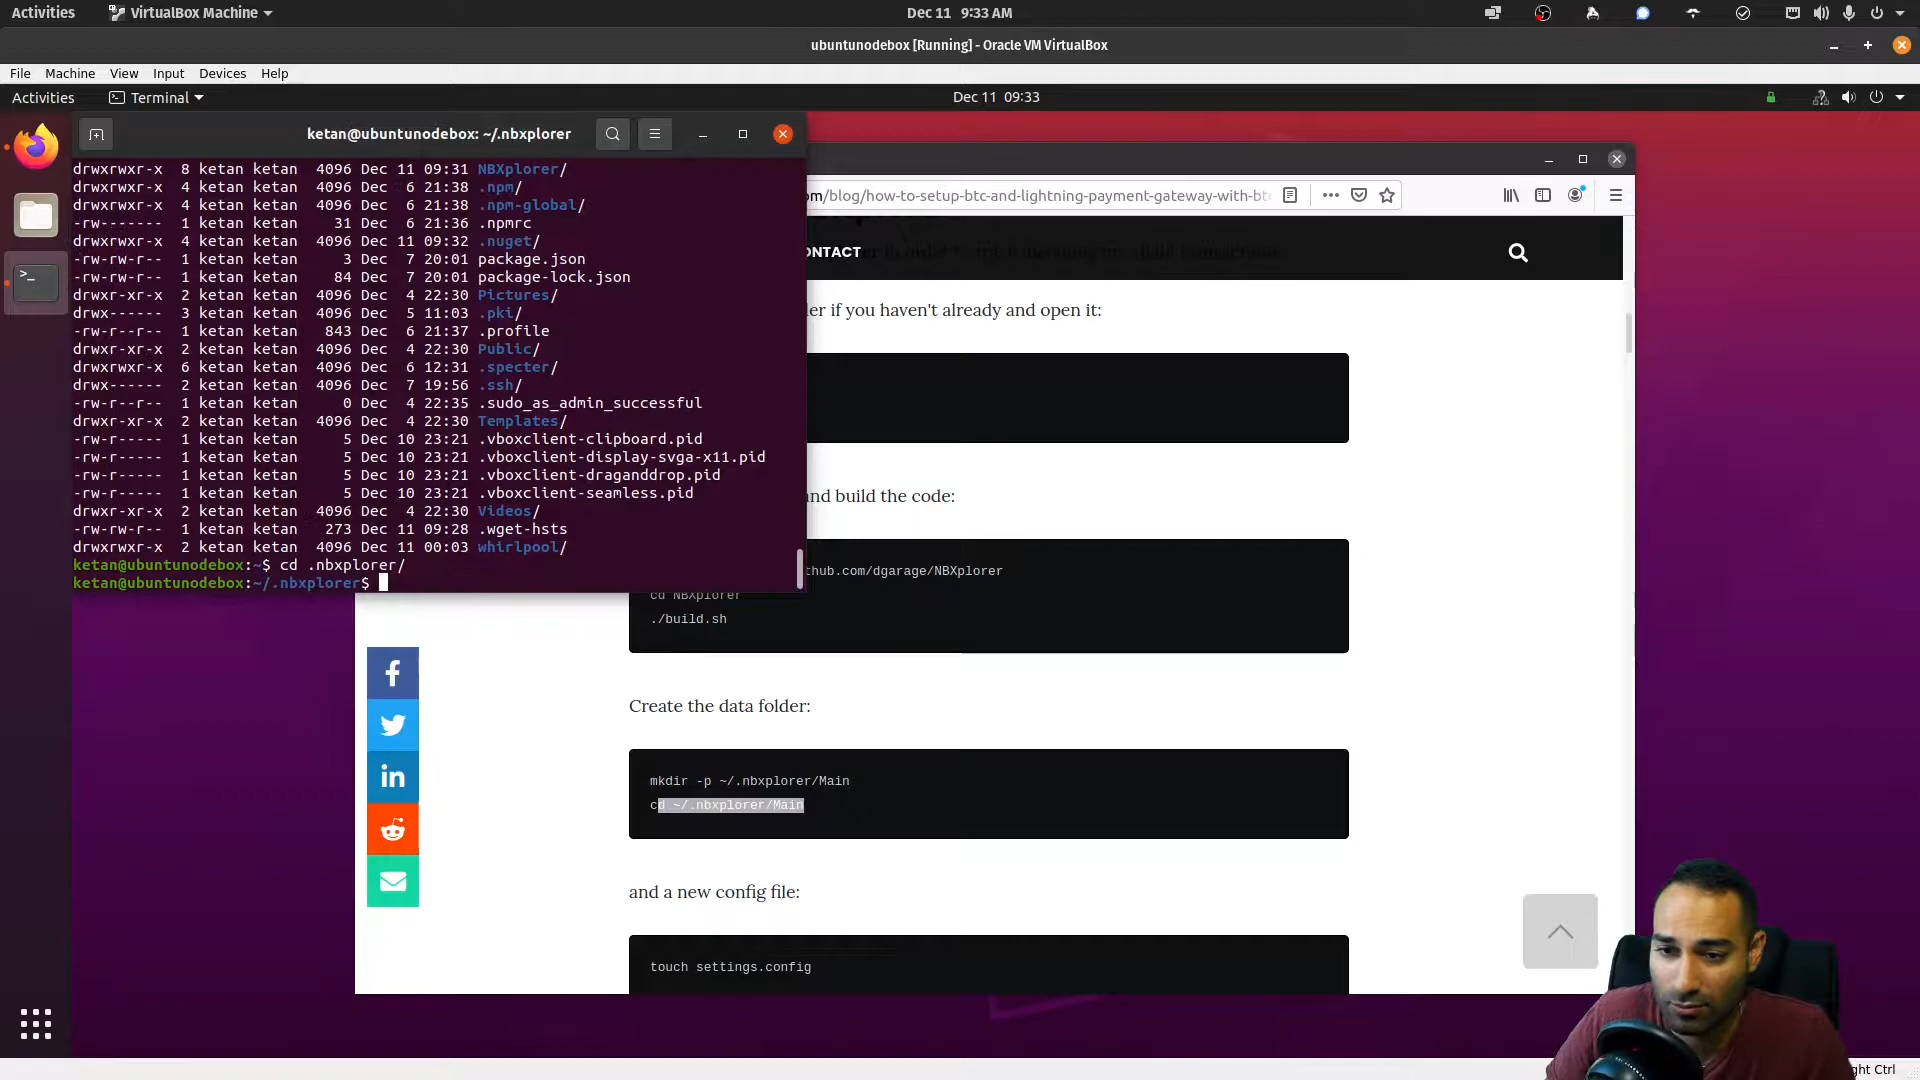 Activities VirtualBox Machine Dec 11 9:33 AM
ubuntunodebox [Running] - Oracle VM VirtualBox
File Machine View Input Devices Help
Activities Terminal Dec 11 09:33
ketan@ubuntunodebox: ~/.nbxplorer
drwxrwxr-x 8 ketan ketan 4096 Dec 11 09:31 NBXplorer/
drwxrwxr-x 4 ketan ketan 4096 Dec 6 21:38 .npm/
drwxrwxr-x 4 ketan ketan 4096 Dec 6 21:38 .npm-global/
-rw------- 1 ketan ketan 31 Dec 6 21:36 .npmrc
drwxrwxr-x 4 ketan ketan 4096 Dec 11 09:32 .nuget/
-rw-rw-r-- 1 ketan ketan 3 Dec 7 20:01 package.json
-rw-rw-r-- 1 ketan ketan 84 Dec 7 20:01 package-lock.json
drwxr-xr-x 2 ketan ketan 4096 Dec 4 22:30 Pictures/
drwx------ 3 ketan ketan 4096 Dec 5 11:03 .pki/
-rw-r--r-- 1 ketan ketan 843 Dec 6 21:37 .profile
drwxr-xr-x 2 ketan ketan 4096 Dec 4 22:30 Public/
drwxrwxr-x 6 ketan ketan 4096 Dec 6 12:31 .specter/
drwx------ 2 ketan ketan 4096 Dec 7 19:56 .ssh/
-rw-r--r-- 1 ketan ketan 0 Dec 4 22:35 .sudo_as_admin_successful
drwxr-xr-x 2 ketan ketan 4096 Dec 4 22:30 Templates/
-rw-r----- 1 ketan ketan 5 Dec 10 23:21 .vboxclient-clipboard.pid
-rw-r----- 1 ketan ketan 5 Dec 10 23:21 .vboxclient-display-svga-x11.pid
-rw-r----- 1 ketan ketan 5 Dec 10 23:21 .vboxclient-draganddrop.pid
-rw-r----- 1 ketan ketan 5 Dec 10 23:21 .vboxclient-seamless.pid
drwxr-xr-x 2 ketan ketan 4096 Dec 4 22:30 Videos/
-rw-rw-r-- 1 ketan ketan 273 Dec 11 09:28 .wget-hsts
drwxrwxr-x 2 ketan ketan 4096 Dec 11 00:03 whirlpool/
ketan@ubuntunodebox:~$ cd .nbxplorer/
ketan@ubuntunodebox:~/.nbxplorer$
om/blog/how-to-setup-btc-and-lightning-payment-gateway-with-bt
ONTACT
er if you haven't already and open it:
and build the code:
thub.com/dgarage/NBXplorer
cd NBXplorer
./build.sh
Create the data folder:
mkdir -p ~/.nbxplorer/Main
cd ~/.nbxplorer/Main
and a new config file:
touch settings.config
ght Ctrl